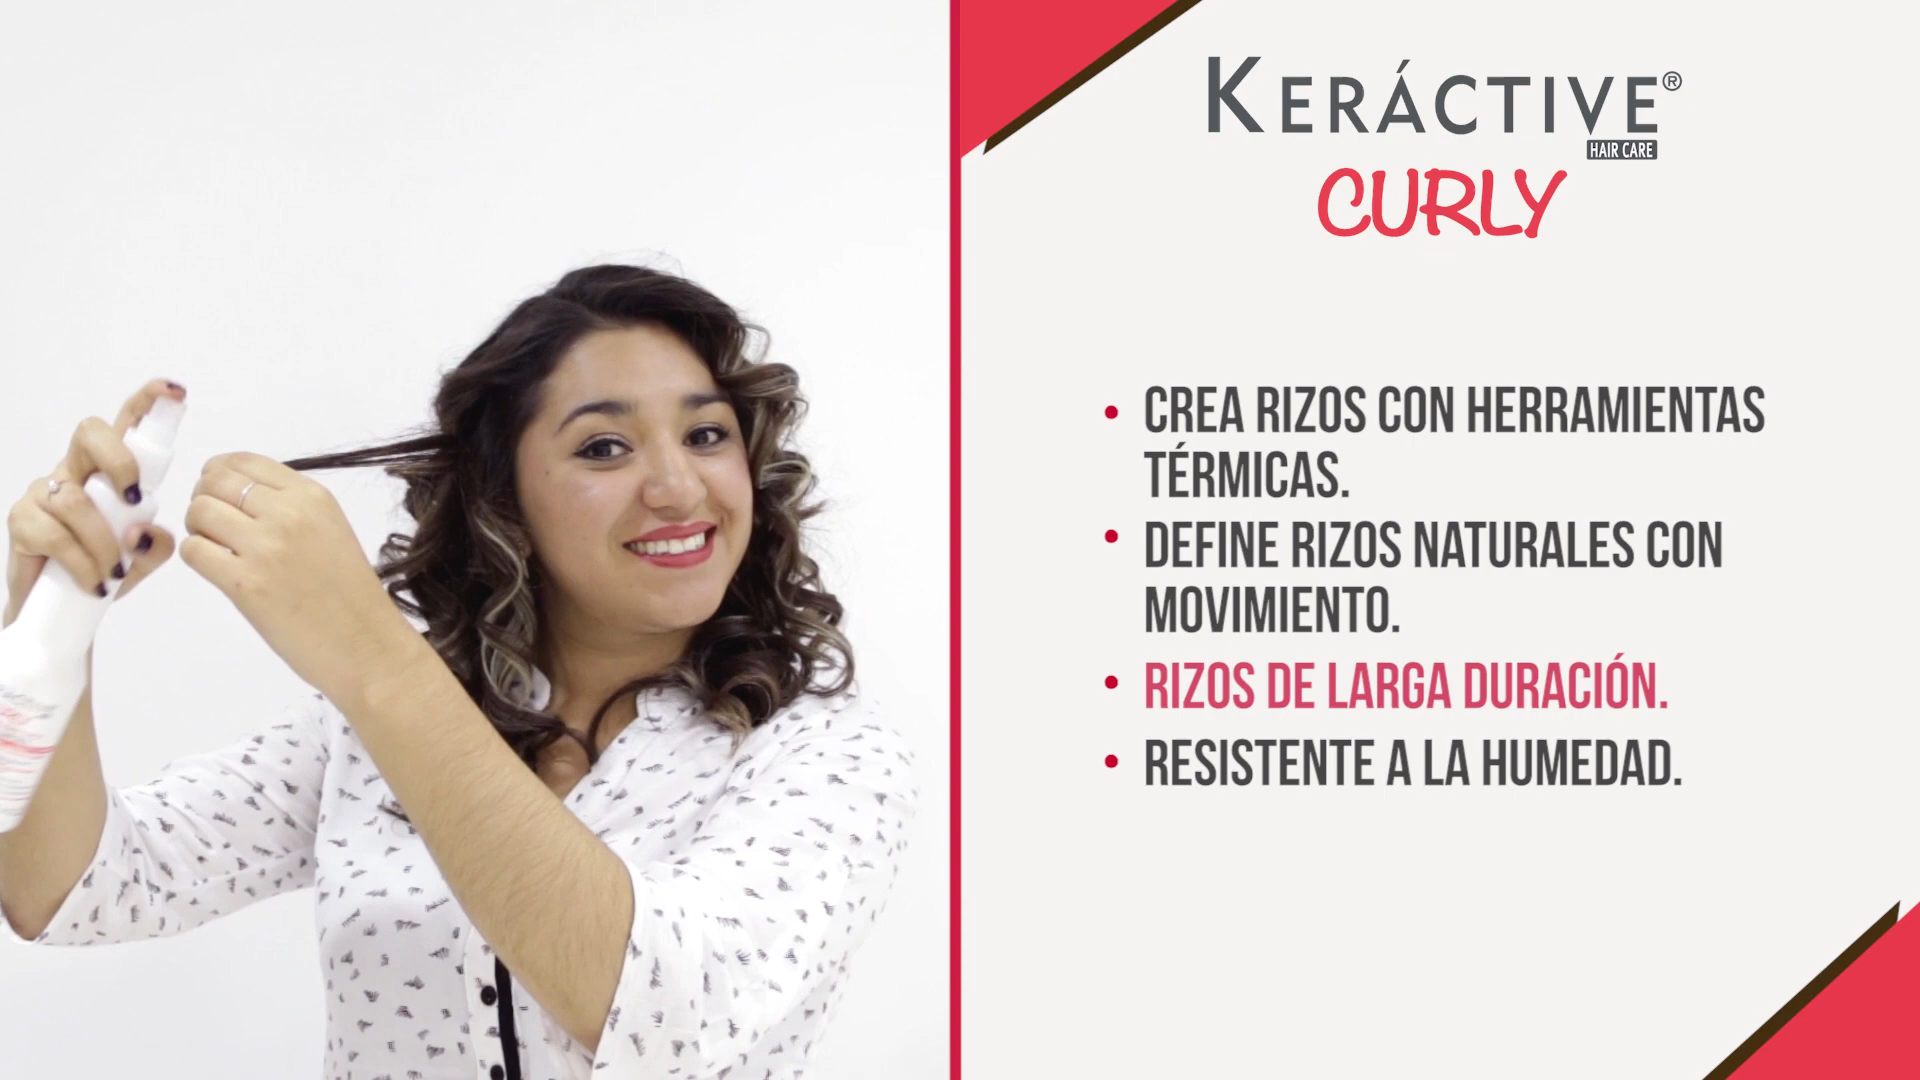 KERÁCTIVE®
HAIR CARE
CURLY
• CREA RIZOS CON HERRAMIENTAS
TÉRMICAS.
• DEFINE RIZOS NATURALES CON
MOVIMIENTO.
• RIZOS DE LARGA DURACIÓN.
• RESISTENTE A LA HUMEDAD.